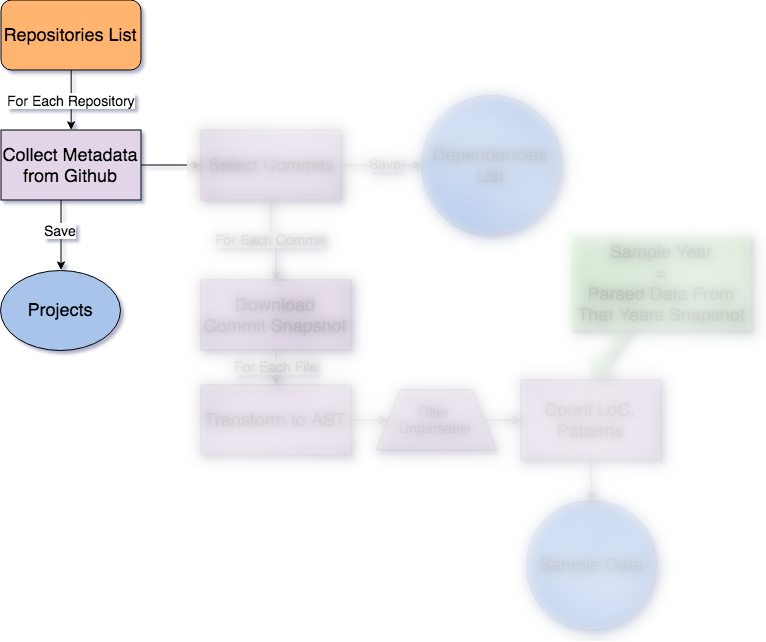 Repositories List
For Each Repository
Collect Metadata
from Github
Save
Projects
Select Commits
Save
Dependencies
List
For Each Commit
Download
Commit Snapshot
For Each File
Transform to AST
Filter
Unparsable
Sample Year
=
Parsed Data From
That Years Snapshot
Count LoC,
Patterns
Sample Data